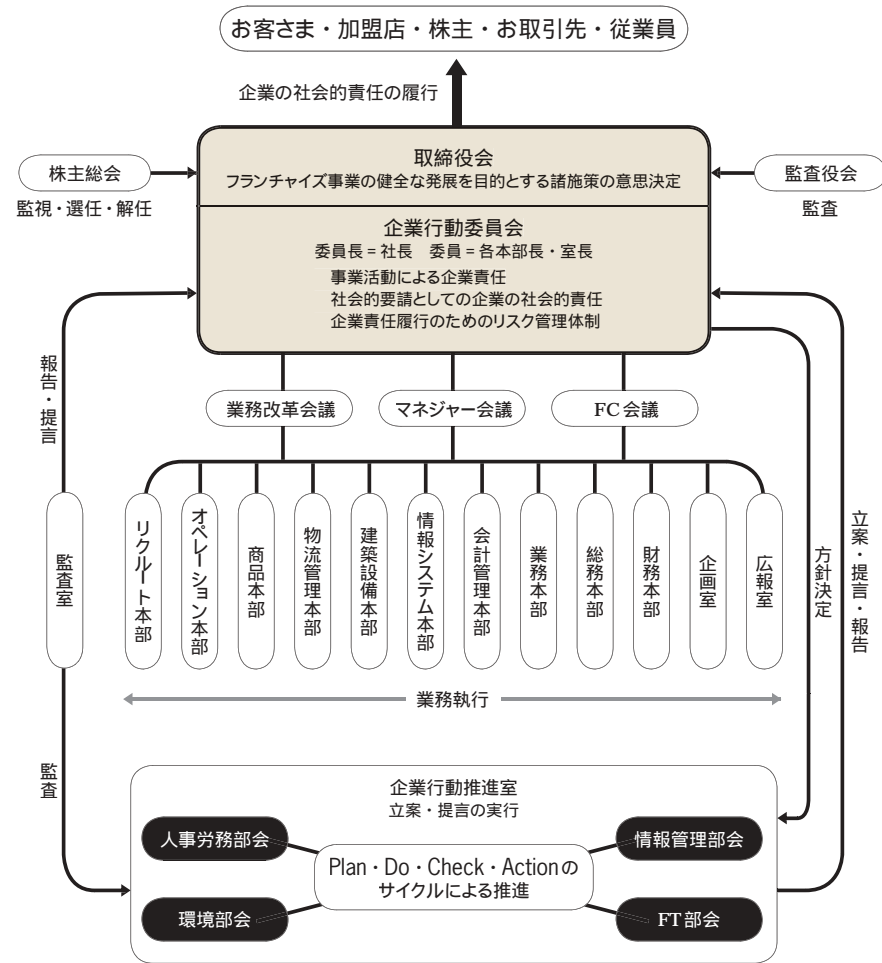 お客さま・加盟店・株主・お取引先・従業員
企業の社会的責任の履行
取締役会
フランチャイズ事業の健全な発展を目的とする諸施策の意思決定
株主総会
監視・選任・解任
監査役会
監査
企業行動委員会
委員長=社長 委員=各本部長・室長
事業活動による企業責任
社会的要請としての企業の社会的責任
企業責任履行のためのリスク管理体制
報告・提言
業務改革会議
マネジャー会議
FC会議
監査室
リクルート本部
オペレーション本部
商品本部
物流管理本部
建築設備本部
情報システム本部
会計管理本部
業務本部
総務本部
財務本部
企画室
広報室
方針決定
立案・提言・報告
業務執行
監査
企業行動推進室
立案・提言の実行
人事労務部会
情報管理部会
Plan・Do・Check・Actionの
サイクルによる推進
環境部会
FT部会